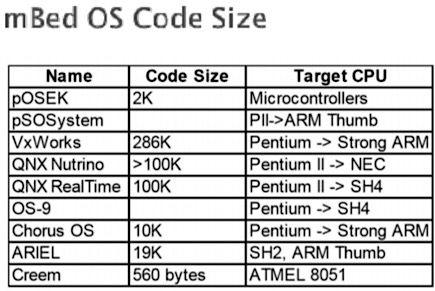 mBed OS Code Size
Name Code Size Target CPU
pOSEK 2K Microcontrollers
pSOSystem PII->ARM Thumb
VxWorks 286K Pentium -> Strong ARM
QNX Nutrino >100K Pentium II -> NEC
QNX RealTime 100K Pentium II -> SH4
OS-9 Pentium -> SH4
Chorus OS 10K Pentium -> Strong ARM
ARIEL 19K SH2, ARM Thumb
Creem 560 bytes ATMEL 8051